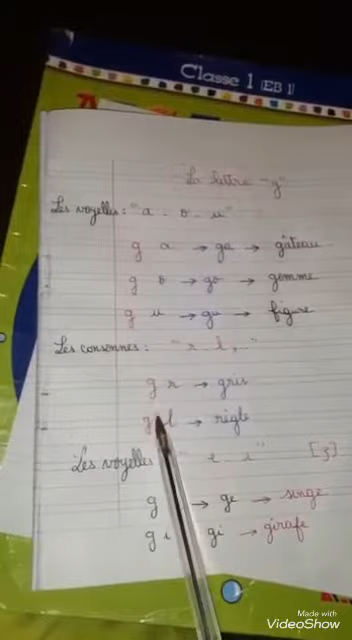 Classe 1 (EB 1)
La lettre "g"
Les voyelles : "a - o - u"
g a → ga → gâteau
g o → go → gomme
g u → gu → figure
Les consonnes : "r - l, ..."
g r → gris
g l → règle
Les voyelles " e i " [ʒ]
g → ge → singe
g i gi → girafe
Made with
VideoShow